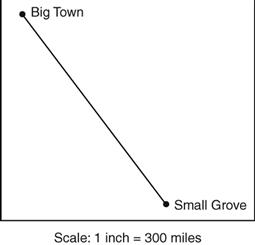 Big Town
Small Grove
Scale: 1 inch = 300 miles